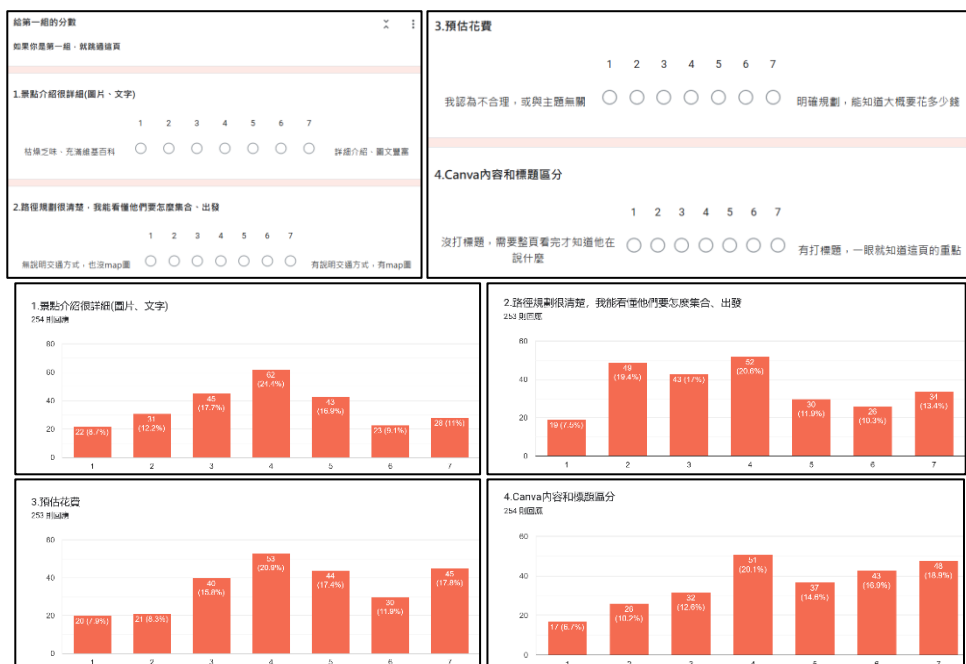 給第一組的分數
如果你是第一組，就跳過這頁
1.景點介紹很詳細(圖片、文字)
1 2 3 4 5 6 7
枯燥乏味、充滿維基百科
詳細介紹、圖文豐富
2.路徑規劃很清楚，我能看懂他們要怎麼集合、出發
1 2 3 4 5 6 7
無說明交通方式，也沒map圖
有說明交通方式，有map圖
3.預估花費
1 2 3 4 5 6 7
我認為不合理，或與主題無關
明確規劃，能知道大概要花多少錢
4.Canva內容和標題區分
1 2 3 4 5 6 7
沒打標題，需要整頁看完才知道他在
說什麼
有打標題，一眼就知道這頁的重點
1.景點介紹很詳細(圖片、文字)
254 則回應
80
60
40
20
0
22 (8.7%)
31
(12.2%)
45
(17.7%)
62
(24.4%)
43
(16.9%)
23 (9.1%)
28 (11%)
1 2 3 4 5 6 7
2.路徑規劃很清楚，我能看懂他們要怎麼集合、出發
253 則回應
60
40
20
0
19 (7.5%)
49
(19.4%)
43 (17%)
52
(20.6%)
30
(11.9%)
26
(10.3%)
34
(13.4%)
1 2 3 4 5 6 7
3.預估花費
253 則回應
60
40
20
0
20 (7.9%)
21 (8.3%)
40
(15.8%)
53
(20.9%)
44
(17.4%)
30
(11.9%)
45
(17.8%)
1 2 3 4 5 6 7
4.Canva内容和標題區分
254 則回應
60
40
20
0
17 (6.7%)
26
(10.2%)
32
(12.6%)
51
(20.1%)
37
(14.6%)
43
(16.9%)
48
(18.9%)
1 2 3 4 5 6 7